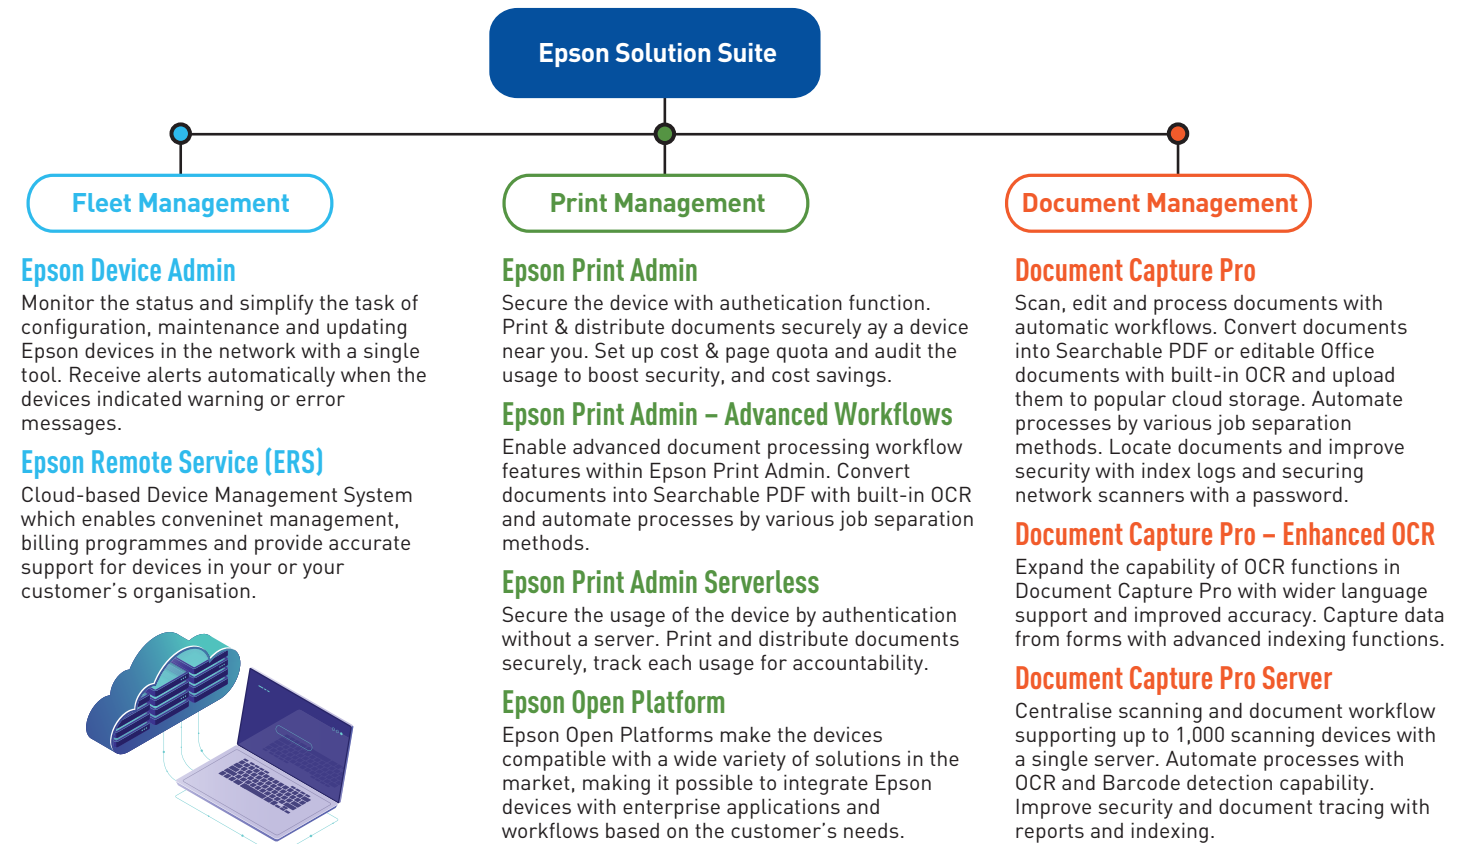 Epson Solution Suite
Fleet Management
Epson Device Admin
Monitor the status and simplify the task of
configuration, maintenance and updating
Epson devices in the network with a single
tool. Receive alerts automatically when the
devices indicated warning or error
messages.
Epson Remote Service (ERS)
Cloud-based Device Management System
which enables conveninet management,
billing programmes and provide accurate
support for devices in your or your
customer's organisation.
Print Management
Epson Print Admin
Secure the device with authetication function.
Print & distribute documents securely ay a device
near you. Set up cost & page quota and audit the
usage to boost security, and cost savings.
Epson Print Admin – Advanced Workflows
Enable advanced document processing workflow
features within Epson Print Admin. Convert
documents into Searchable PDF with built-in OCR
and automate processes by various job separation
methods.
Epson Print Admin Serverless
Secure the usage of the device by authentication
without a server. Print and distribute documents
securely, track each usage for accountability.
Epson Open Platform
Epson Open Platforms make the devices
compatible with a wide variety of solutions in the
market, making it possible to integrate Epson
devices with enterprise applications and
workflows based on the customer's needs.
Document Management
Document Capture Pro
Scan, edit and process documents with
automatic workflows. Convert documents
into Searchable PDF or editable Office
documents with built-in OCR and upload
them to popular cloud storage. Automate
processes by various job separation
methods. Locate documents and improve
security with index logs and securing
network scanners with a password.
Document Capture Pro – Enhanced OCR
Expand the capability of OCR functions in
Document Capture Pro with wider language
support and improved accuracy. Capture data
from forms with advanced indexing functions.
Document Capture Pro Server
Centralise scanning and document workflow
supporting up to 1,000 scanning devices with
a single server. Automate processes with
OCR and Barcode detection capability.
Improve security and document tracing with
reports and indexing.